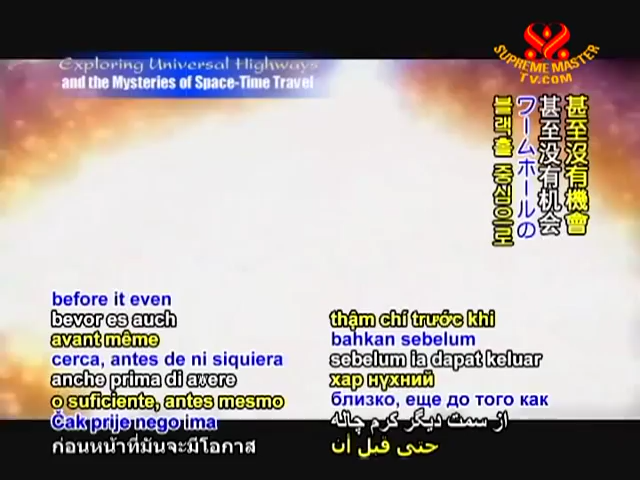 Exploring Universal Highways
and the Mysteries of Space-Time Travel
SUPREME MASTER
TV.COM
甚至沒有機會
甚至没有机会
ワームホールの
블랙홀 중심으로
before it even
bevor es auch
avant même
cerca, antes de ni siquiera
anche prima di avere
o suficiente, antes mesmo
Čak prije nego ima
ก่อนหน้าที่มันจะมีโอกาส
thậm chí trước khi
bahkan sebelum
sebelum ia dapat keluar
хар нүхний
близко, еще до того как
از سمت دیگر کرم چاله
حتى قبل أن